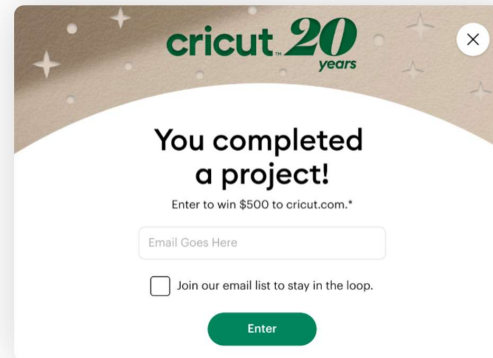 cricut™ 20
years
You completed
a project!
Enter to win $500 to cricut.com.*
Email Goes Here
Join our email list to stay in the loop.
Enter